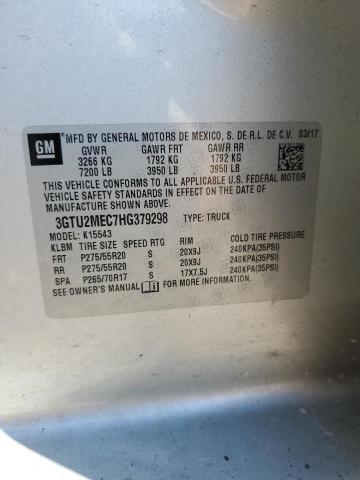 GM *MFD BY GENERAL MOTORS DE MEXICO, S. DE R.L. DE C.V. 03/17
GVWR GAWR FRT GAWR RR
3266 KG 1792 KG 1792 KG
7200 LB 3950 LB 3950 LB
THIS VEHICLE CONFORMS TO ALL APPLICABLE U.S. FEDERAL MOTOR
VEHICLE SAFETY STANDARDS IN EFFECT ON THE DATE OF
MANUFACTURE SHOWN ABOVE.
3GTU2MEC7HG379298 TYPE: TRUCK
MODEL: K15543
KLBM TIRE SIZE SPEED RTG RIM COLD TIRE PRESSURE
FRT P275/55R20 S 20X9J 240KPA(35PSI)
RR P275/55R20 S 20X9J 240KPA(35PSI)
SPA P265/70R17 S 17X7.5J 240KPA(35PSI)
SEE OWNER'S MANUAL FOR MORE INFORMATION.